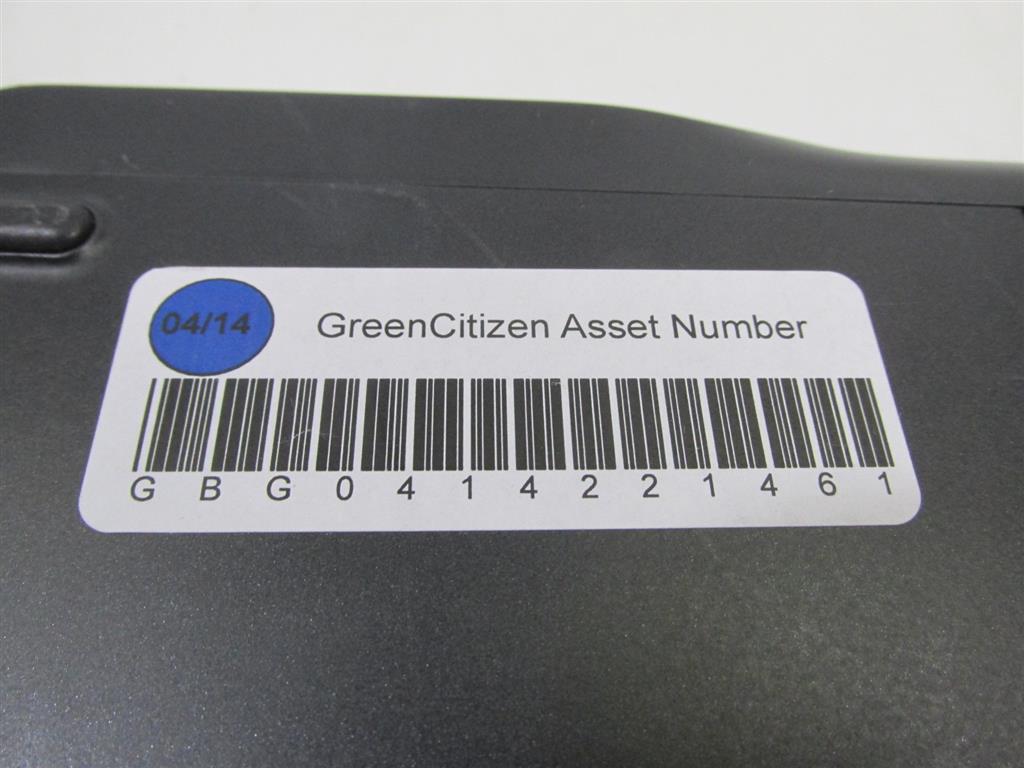 04/14
GreenCitizen Asset Number
G B G 0 4 1 4 2 2 1 4 6 1